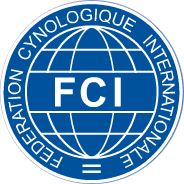 FEDERATION CYNOLOGIQUE INTERNATIONALE
FCI